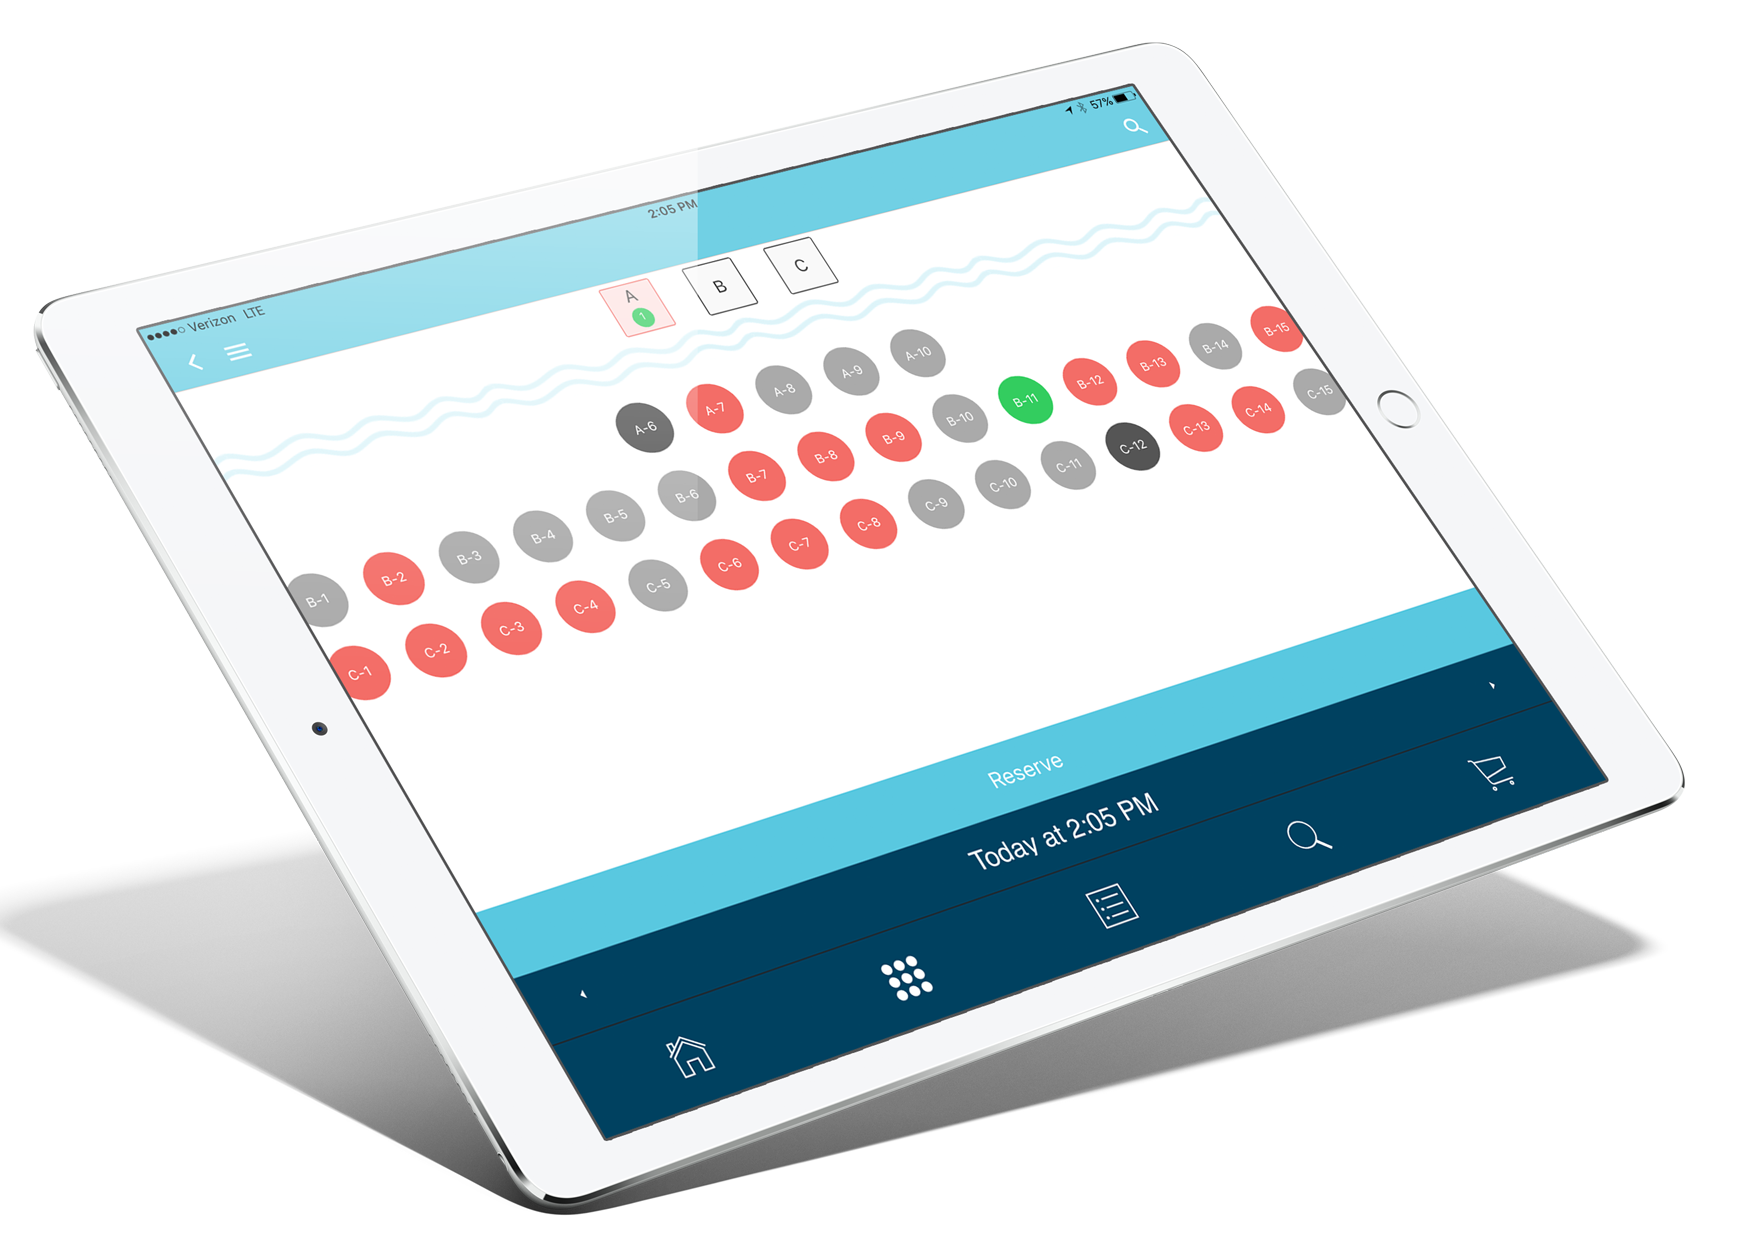 ●●●●○ Verizon LTE
2:05 PM
57%
A
1
B
C
A-6 A-7 A-8 A-9 A-10
B-1 B-2 B-3 B-4 B-5 B-6 B-7 B-8 B-9 B-10 B-11 B-12 B-13 B-14 B-15
C-1 C-2 C-3 C-4 C-5 C-6 C-7 C-8 C-9 C-10 C-11 C-12 C-13 C-14 C-15
Reserve
Today at 2:05 PM